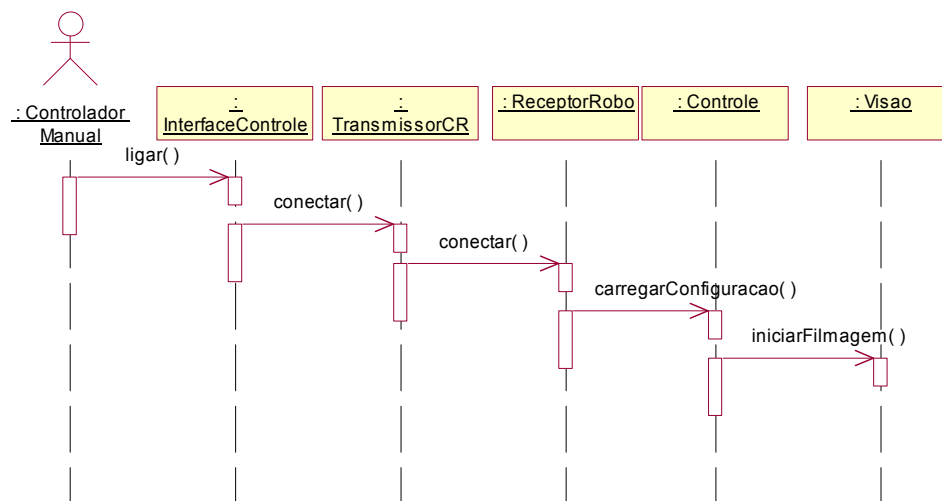 : Controlador
Manual
:
InterfaceControle
:
TransmissorCR
: ReceptorRobo
: Controle
: Visao
ligar( )
conectar( )
conectar( )
carregarConfiguracao( )
iniciarFilmagem( )